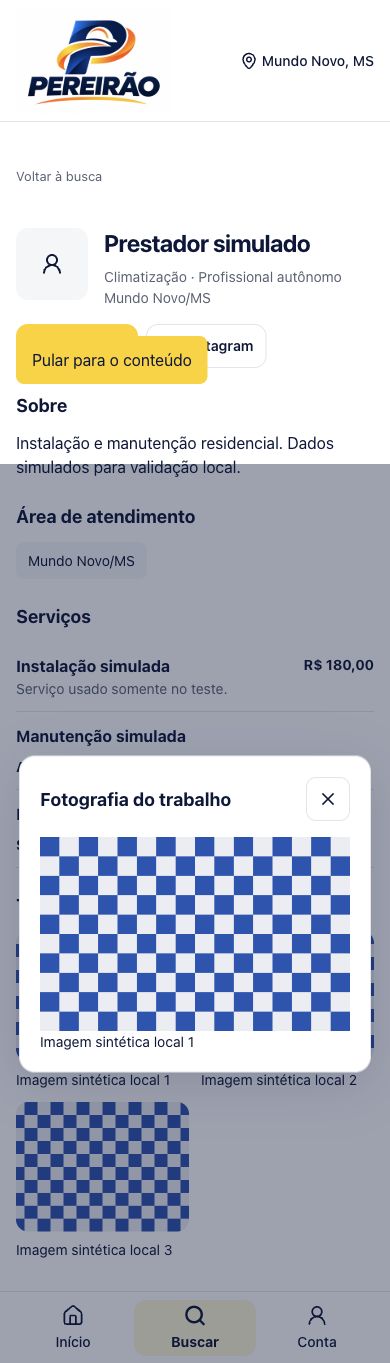 PEREIRÃO
Mundo Novo, MS
Voltar à busca
Prestador simulado
Climatização · Profissional autônomo
Mundo Novo/MS
Pular para o conteúdo
tagram
Sobre
Instalação e manutenção residencial. Dados
simulados para validação local.
Área de atendimento
Mundo Novo/MS
Serviços
Instalação simulada
R$ 180,00
Serviço usado somente no teste.
Manutenção simulada
Fotografia do trabalho
Imagem sintética local 1
Imagem sintética local 1
Imagem sintética local 2
Imagem sintética local 3
Início
Buscar
Conta